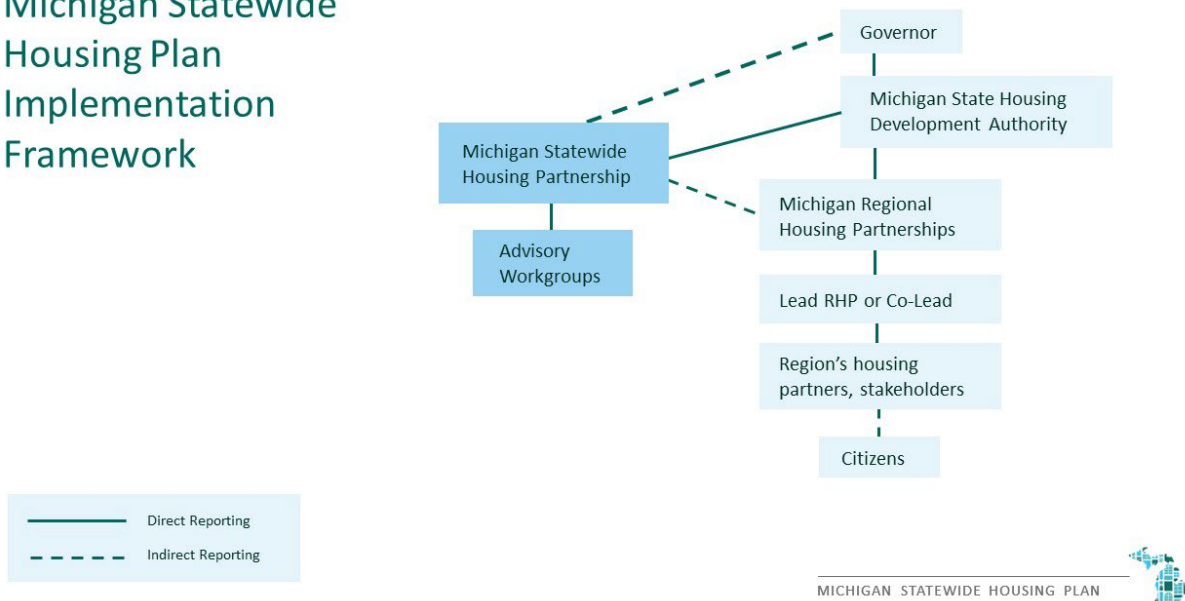 Michigan Statewide
Housing Plan
Implementation
Framework
Governor
Michigan State Housing
Development Authority
Michigan Statewide
Housing Partnership
Michigan Regional
Housing Partnerships
Advisory
Workgroups
Lead RHP or Co-Lead
Region's housing
partners, stakeholders
Citizens
Direct Reporting
Indirect Reporting
MICHIGAN STATEWIDE HOUSING PLAN